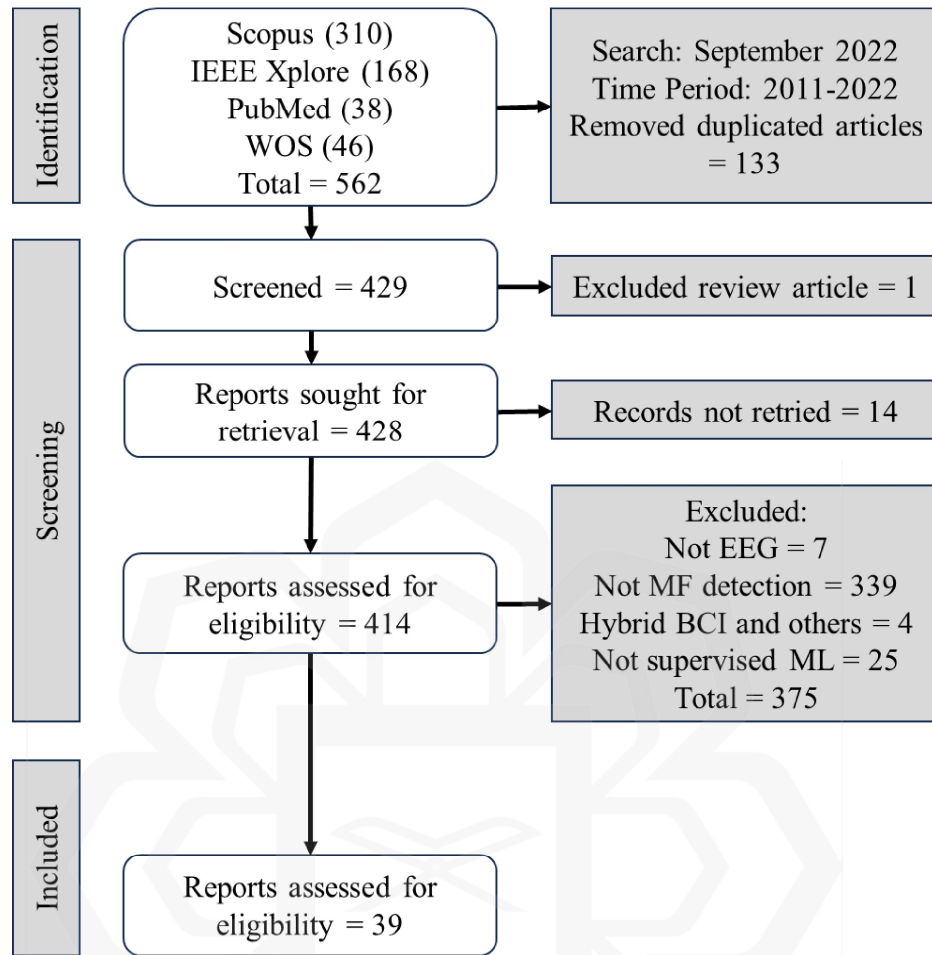 Identification
Scopus (310)
IEEE Xplore (168)
PubMed (38)
WOS (46)
Total = 562
Search: September 2022
Time Period: 2011-2022
Removed duplicated articles
= 133
Screening
Screened = 429
Excluded review article = 1
Reports sought for
retrieval = 428
Records not retried = 14
Reports assessed for
eligibility = 414
Excluded:
Not EEG = 7
Not MF detection = 339
Hybrid BCI and others = 4
Not supervised ML = 25
Total = 375
Included
Reports assessed for
eligibility = 39